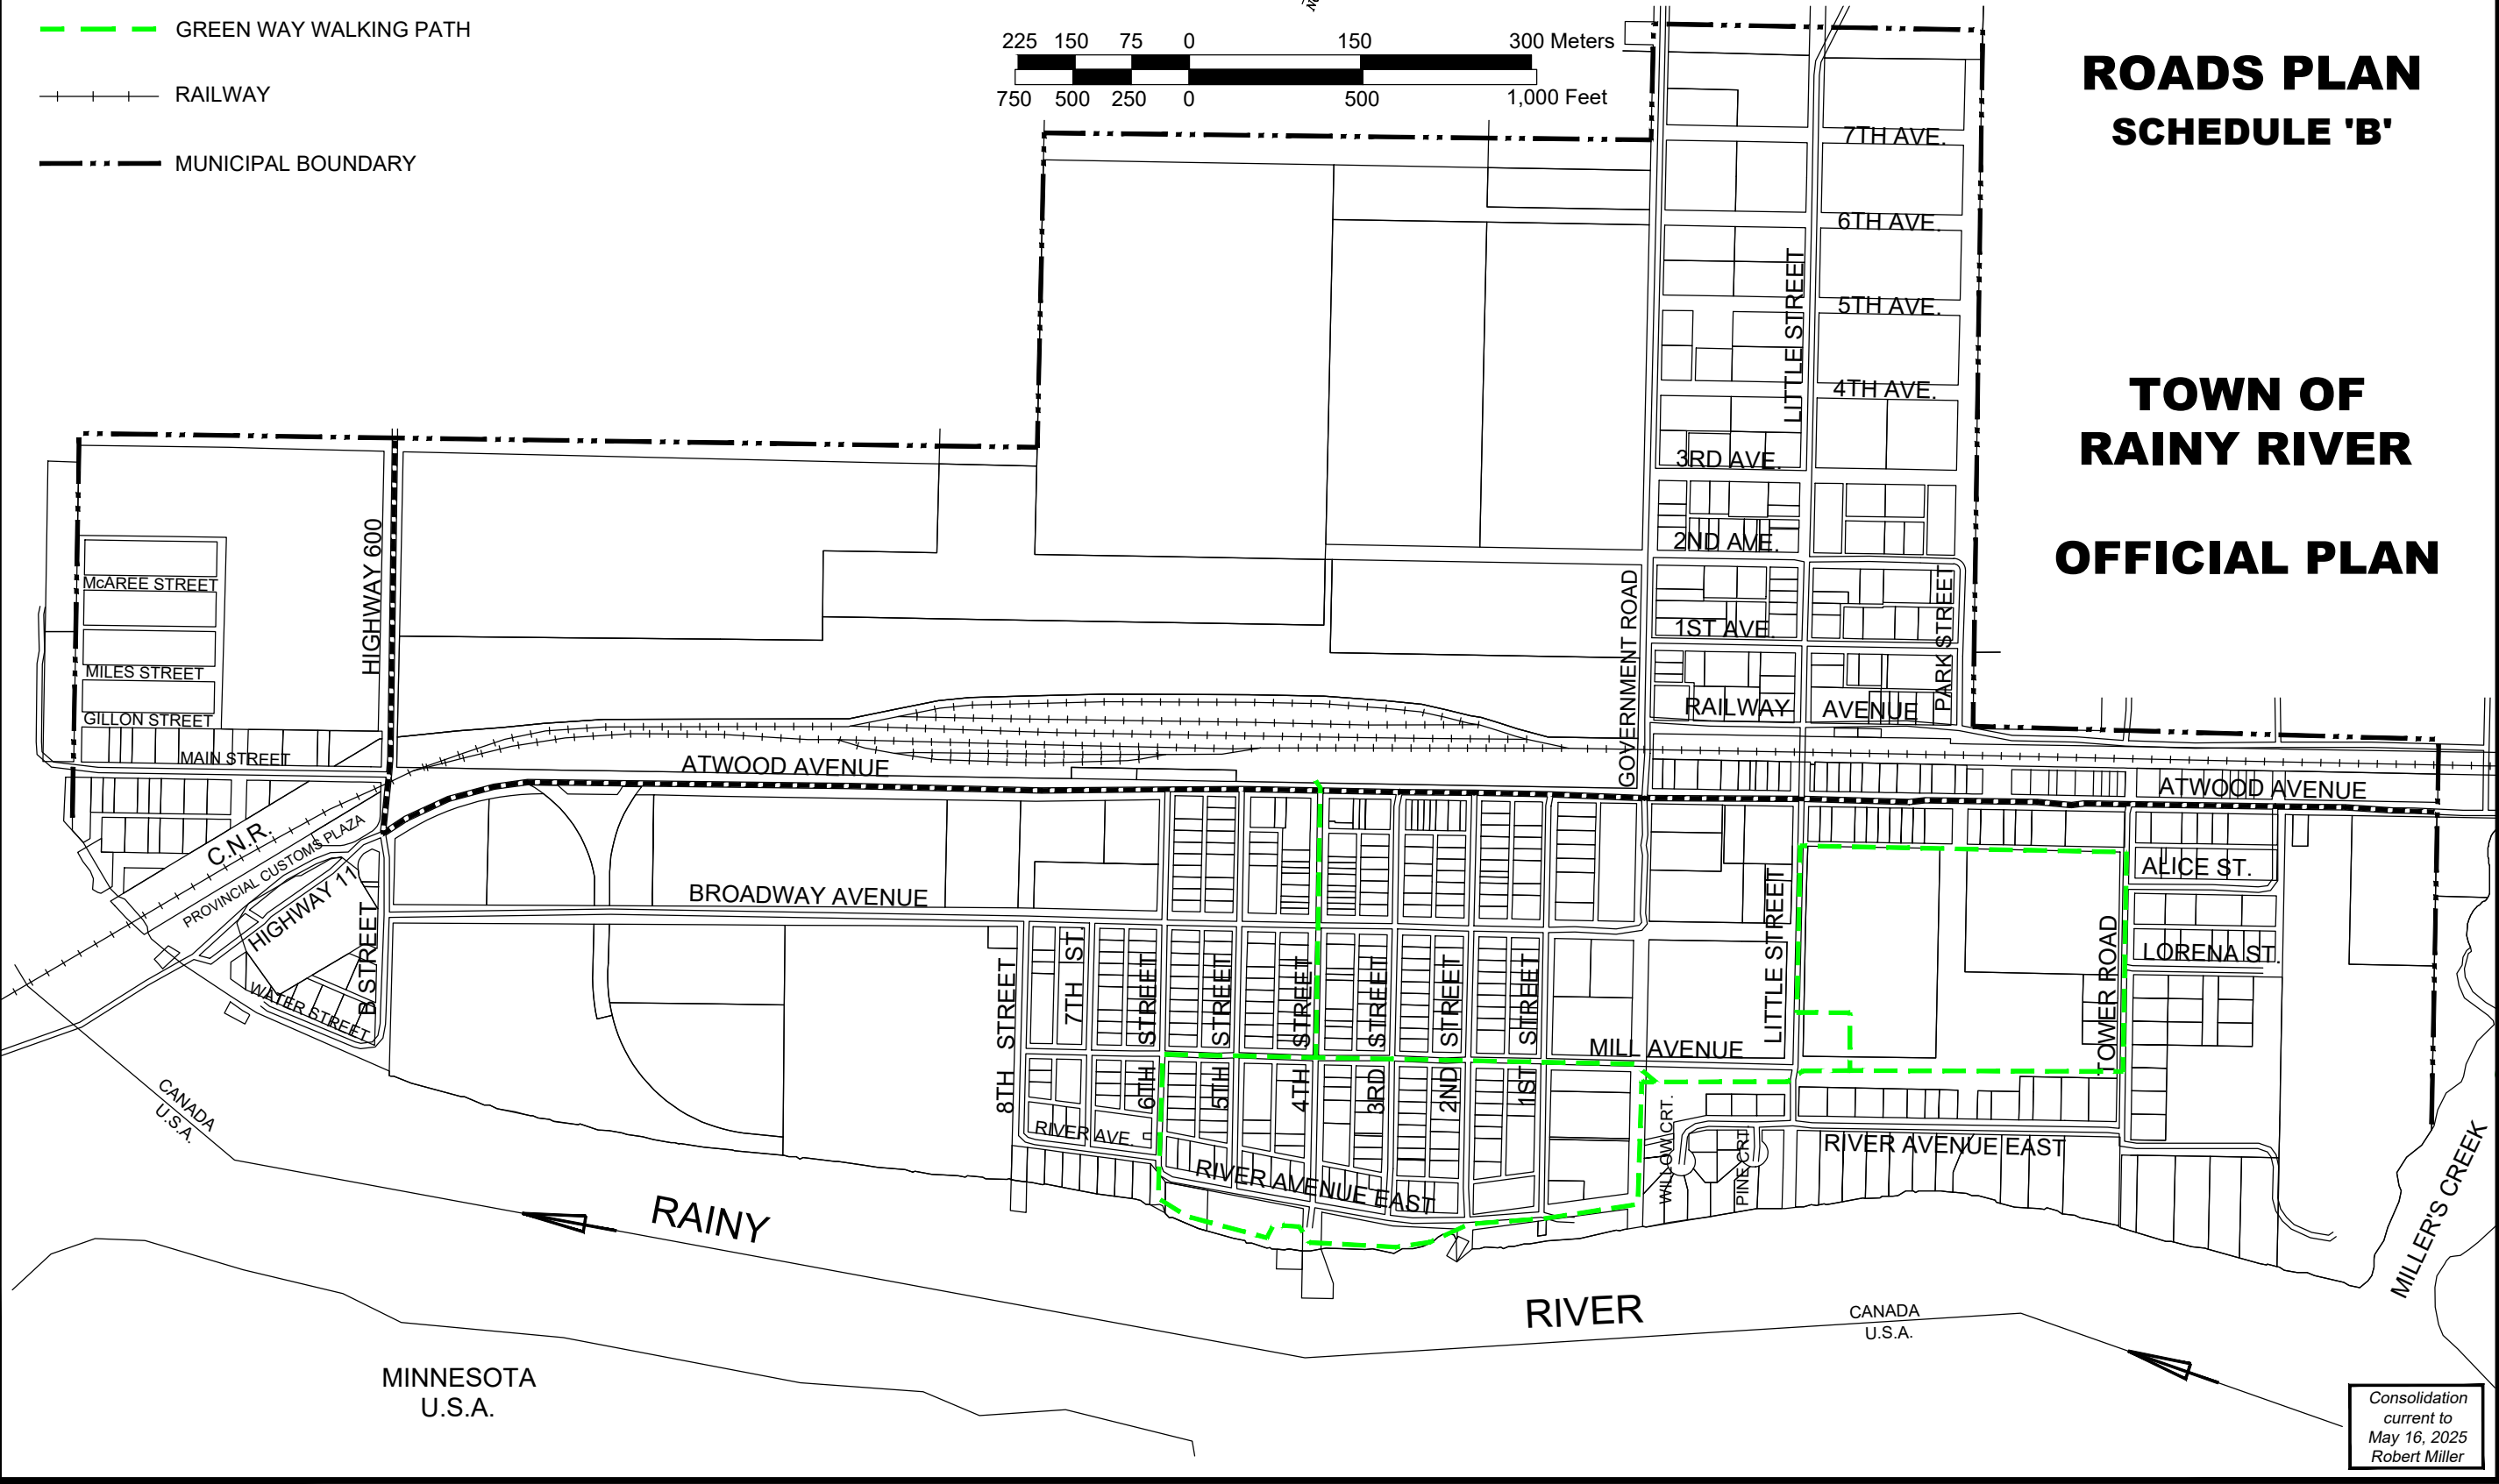 GREEN WAY WALKING PATH
RAILWAY
MUNICIPAL BOUNDARY
225 150 75 0 150 300 Meters
750 500 250 0 500 1,000 Feet
ROADS PLAN
SCHEDULE 'B'
TOWN OF
RAINY RIVER
OFFICIAL PLAN
7TH AVE.
6TH AVE.
5TH AVE.
4TH AVE.
3RD AVE.
2ND AVE.
1ST AVE.
LITTLE STREET
GOVERNMENT ROAD
PARK STREET
RAILWAY AVENUE
HIGHWAY 600
McAREE STREET
MILES STREET
GILLON STREET
MAIN STREET
ATWOOD AVENUE
ATWOOD AVENUE
C.N.R.
PROVINCIAL CUSTOMS PLAZA
HIGHWAY 11
B STREET
WATER STREET
BROADWAY AVENUE
8TH STREET
7TH ST.
6TH STREET
5TH STREET
4TH STREET
3RD STREET
2ND STREET
1ST STREET
LITTLE STREET
TOWER ROAD
ALICE ST.
LORENA ST.
MILL AVENUE
RIVER AVE.
RIVER AVENUE EAST
WILLOW CRT.
PINE CRT.
RIVER AVENUE EAST
MILLER'S CREEK
CANADA
U.S.A.
RAINY
RIVER
CANADA
U.S.A.
MINNESOTA
U.S.A.
Consolidation
current to
May 16, 2025
Robert Miller